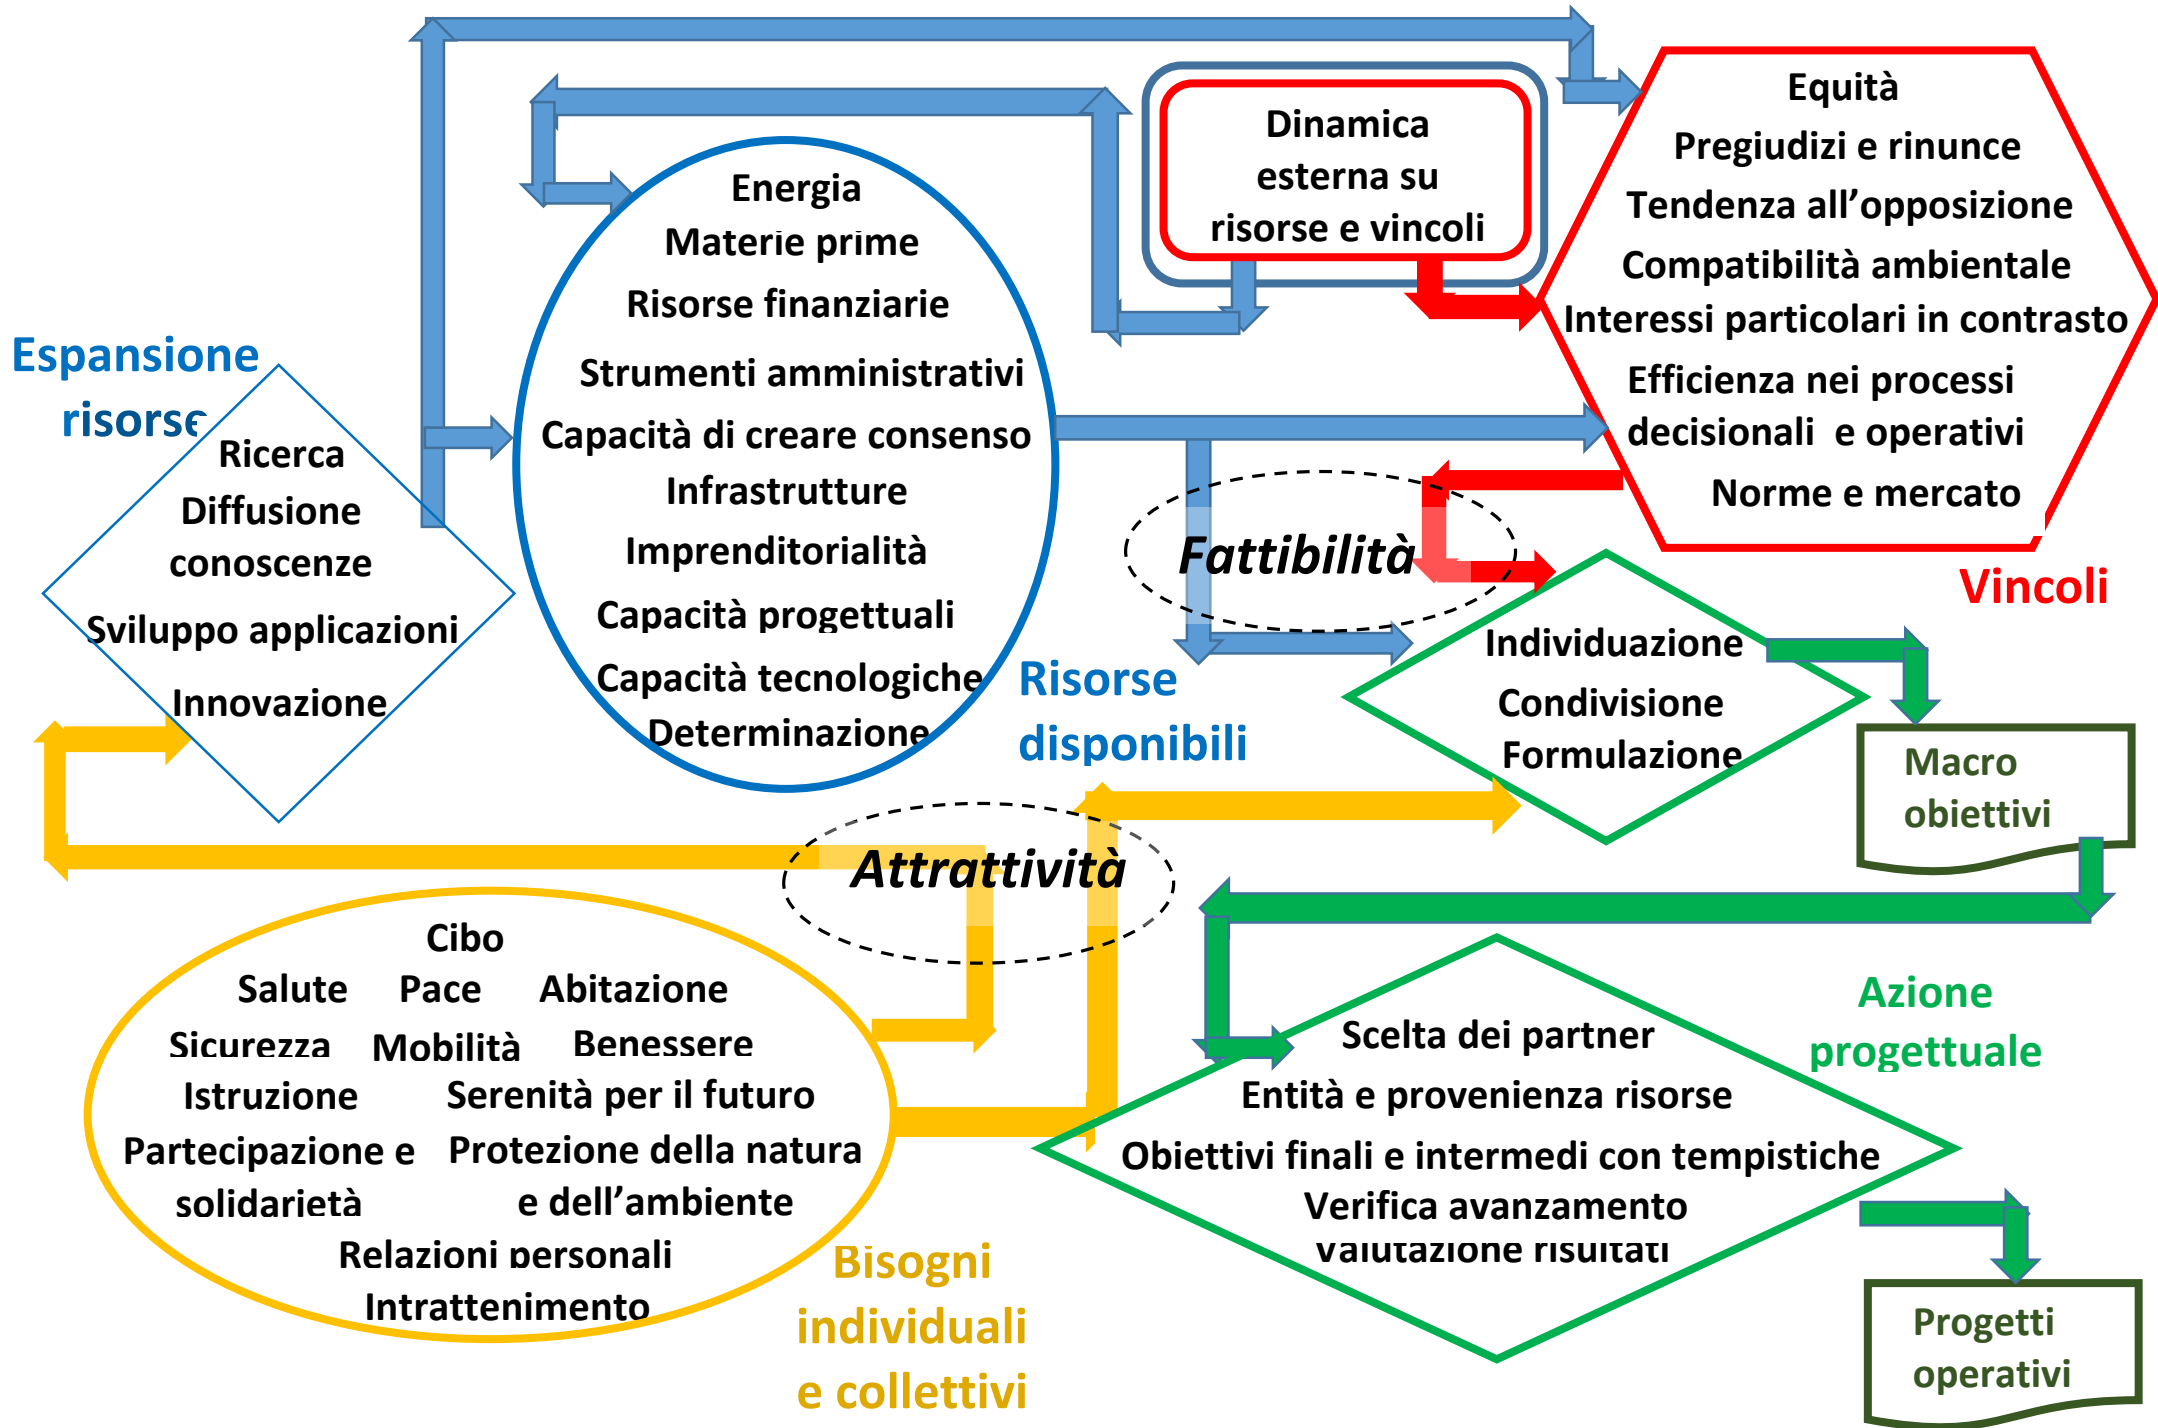 Espansione
risorse
Ricerca
Diffusione
conoscenze
Sviluppo applicazioni
Innovazione
Energia
Materie prime
Risorse finanziarie
Strumenti amministrativi
Capacità di creare consenso
Infrastrutture
Imprenditorialità
Capacità progettuali
Capacità tecnologiche
Determinazione
Risorse
disponibili
Dinamica
esterna su
risorse e vincoli
Equità
Pregiudizi e rinunce
Tendenza all’opposizione
Compatibilità ambientale
Interessi particolari in contrasto
Efficienza nei processi
decisionali e operativi
Norme e mercato
Vincoli
Fattibilità
Individuazione
Condivisione
Formulazione
Macro
obiettivi
Attrattività
Cibo
Salute Pace Abitazione
Sicurezza Mobilità Benessere
Istruzione Serenità per il futuro
Partecipazione e Protezione della natura
solidarietà e dell’ambiente
Relazioni personali
Intrattenimento
Bisogni
individuali
e collettivi
Azione
progettuale
Scelta dei partner
Entità e provenienza risorse
Obiettivi finali e intermedi con tempistiche
Verifica avanzamento
Valutazione risultati
Progetti
operativi